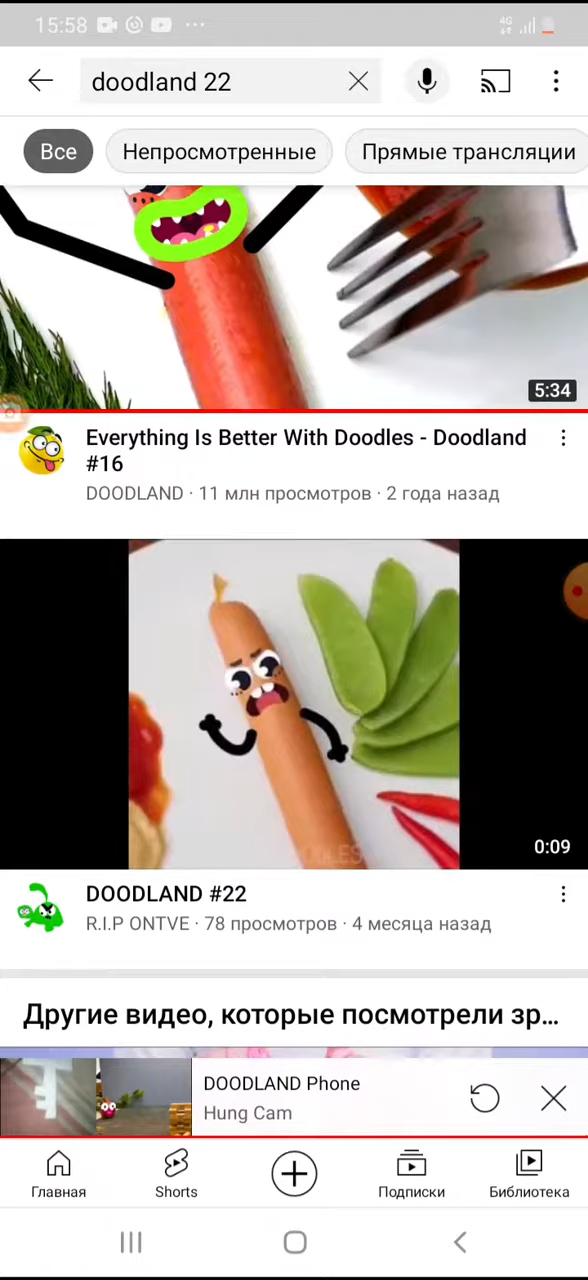 15:58
4G
doodland 22
Все
Непросмотренные
Прямые трансляции
5:34
Everything Is Better With Doodles - Doodland
#16
DOODLAND · 11 млн просмотров · 2 года назад
0:09
DOODLAND #22
R.I.P ONTVE · 78 просмотров · 4 месяца назад
Другие видео, которые посмотрели зр...
DOODLAND Phone
Hung Cam
Главная
Shorts
Подписки
Библиотека